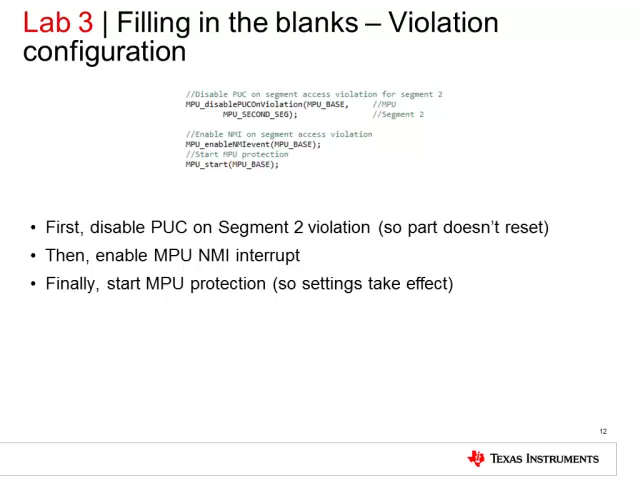 Lab 3 | Filling in the blanks – Violation
configuration
//Disable PUC on segment access violation for segment 2
MPU_disablePUCOnViolation(MPU_BASE, //MPU
MPU_SECOND_SEG); //Segment 2
//Enable NMI on segment access violation
MPU_enableNMIevent(MPU_BASE);
//Start MPU protection
MPU_start(MPU_BASE);
• First, disable PUC on Segment 2 violation (so part doesn't reset)
• Then, enable MPU NMI interrupt
• Finally, start MPU protection (so settings take effect)
12
TEXAS INSTRUMENTS